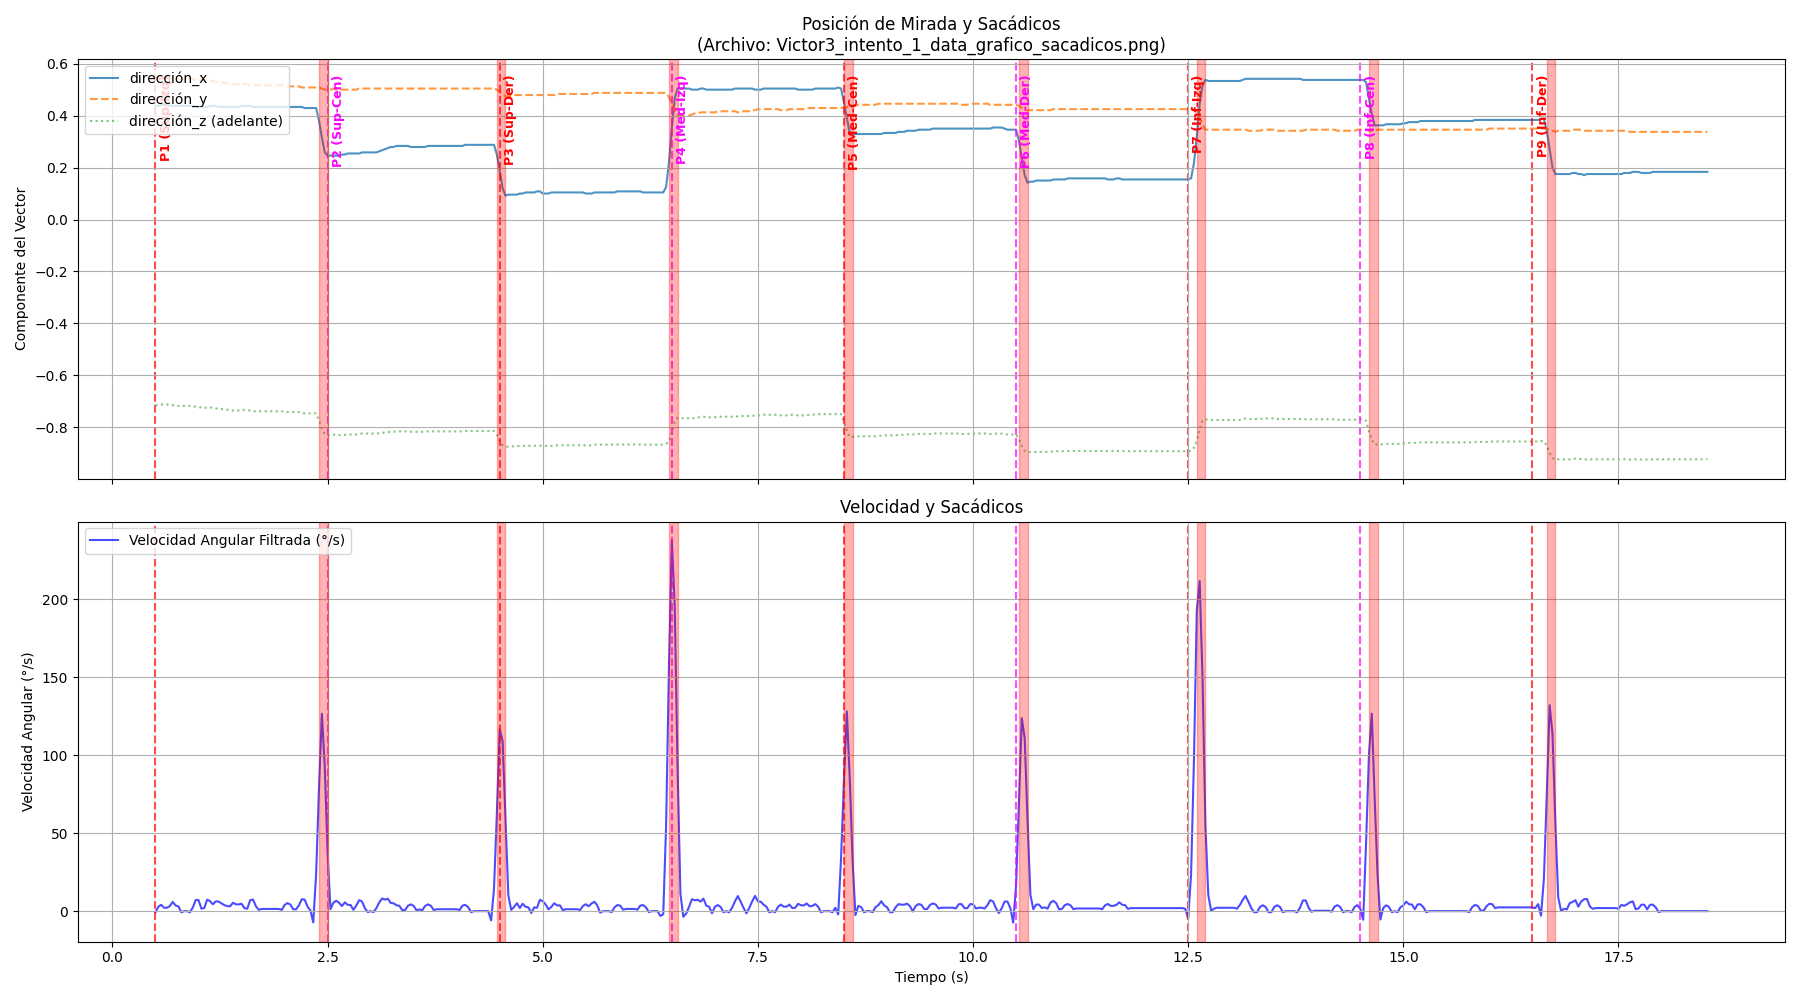 Posición de Mirada y Sacádicos
(Archivo: Victor3_intento_1_data_grafico_sacadicos.png)
dirección_x
dirección_y
dirección_z (adelante)
P1 (Sup-Izq)
P2 (Sup-Cen)
P3 (Sup-Der)
P4 (Med-Izq)
P5 (Med-Cen)
P6 (Med-Der)
P7 (Inf-Izq)
P8 (Inf-Cen)
P9 (Inf-Der)
0.6
0.4
0.2
0.0
−0.2
−0.4
−0.6
−0.8
Componente del Vector
Velocidad y Sacádicos
Velocidad Angular Filtrada (°/s)
200
150
100
50
0
Velocidad Angular (°/s)
0.0
2.5
5.0
7.5
10.0
12.5
15.0
17.5
Tiempo (s)